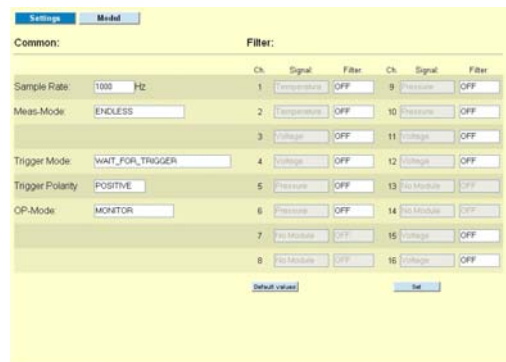 Settings Modul
Common: Filter:
Ch. Signal: Filter: Ch. Signal: Filter:
Sample Rate: 1000 Hz 1 Temperature OFF 9 Pressure OFF
Meas-Mode: ENDLESS 2 Temperature OFF 10 Pressure OFF
3 Voltage OFF 11 Voltage OFF
Trigger Mode: WAIT_FOR_TRIGGER 4 Voltage OFF 12 Voltage OFF
Trigger Polarity POSITIVE 5 Pressure OFF 13 No Module OFF
OP-Mode: MONITOR 6 Pressure OFF 14 No Module OFF
7 No Module OFF 15 Voltage OFF
8 No Module OFF 16 Voltage OFF
Default values Set